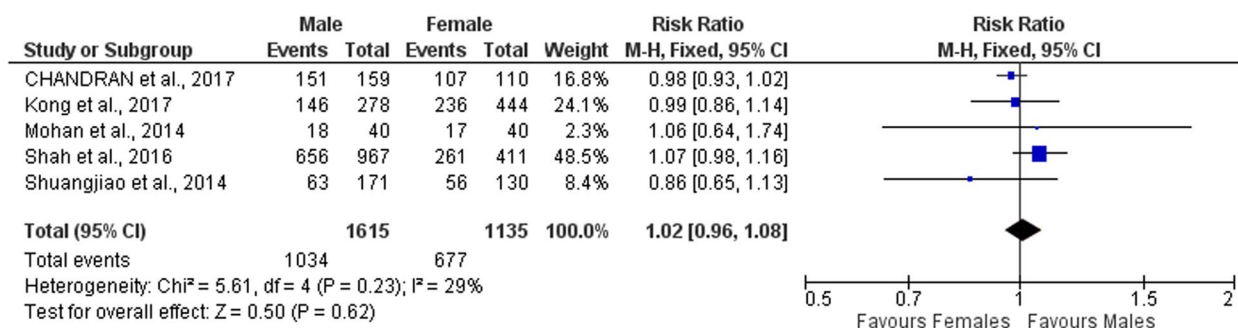 Male Female Risk Ratio Risk Ratio
Study or Subgroup Events Total Events Total Weight M-H, Fixed, 95% CI M-H, Fixed, 95% CI
CHANDRAN et al., 2017 151 159 107 110 16.8% 0.98 [0.93, 1.02]
Kong et al., 2017 146 278 236 444 24.1% 0.99 [0.86, 1.14]
Mohan et al., 2014 18 40 17 40 2.3% 1.06 [0.64, 1.74]
Shah et al., 2016 656 967 261 411 48.5% 1.07 [0.98, 1.16]
Shuangjiao et al., 2014 63 171 56 130 8.4% 0.86 [0.65, 1.13]
Total (95% CI) 1615 1135 100.0% 1.02 [0.96, 1.08]
Total events 1034 677
Heterogeneity: Chi² = 5.61, df = 4 (P = 0.23); I² = 29%
Test for overall effect: Z = 0.50 (P = 0.62)
0.5 0.7 1 1.5 2
Favours Females Favours Males